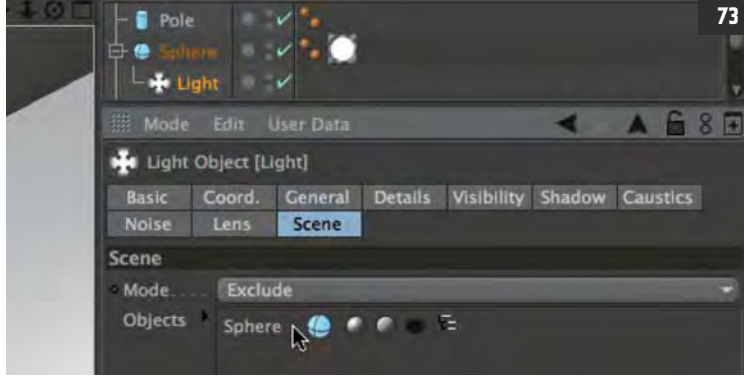 73
Pole
Sphere
Light
Mode Edit User Data
Light Object [Light]
Basic Coord. General Details Visibility Shadow Caustics
Noise Lens Scene
Scene
Mode.... Exclude
Objects Sphere